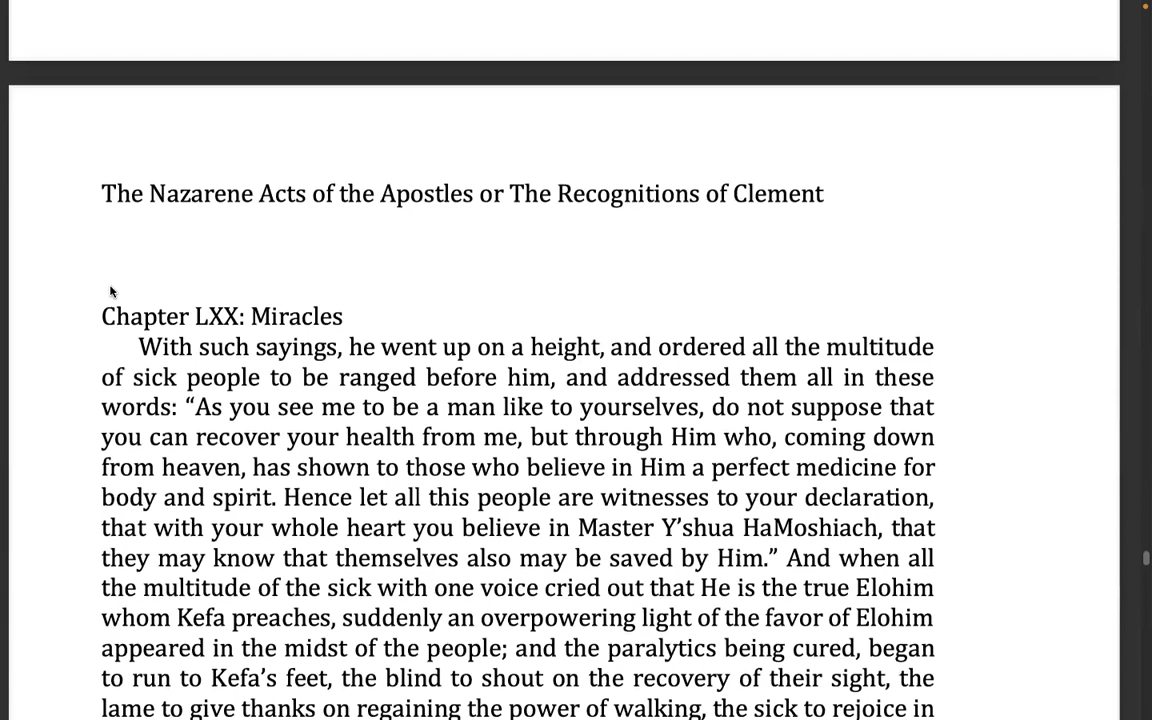 The Nazarene Acts of the Apostles or The Recognitions of Clement
Chapter LXX: Miracles
With such sayings, he went up on a height, and ordered all the multitude
of sick people to be ranged before him, and addressed them all in these
words: “As you see me to be a man like to yourselves, do not suppose that
you can recover your health from me, but through Him who, coming down
from heaven, has shown to those who believe in Him a perfect medicine for
body and spirit. Hence let all this people are witnesses to your declaration,
that with your whole heart you believe in Master Y’shua HaMoshiach, that
they may know that themselves also may be saved by Him.” And when all
the multitude of the sick with one voice cried out that He is the true Elohim
whom Kefa preaches, suddenly an overpowering light of the favor of Elohim
appeared in the midst of the people; and the paralytics being cured, began
to run to Kefa’s feet, the blind to shout on the recovery of their sight, the
lame to give thanks on regaining the power of walking, the sick to rejoice in